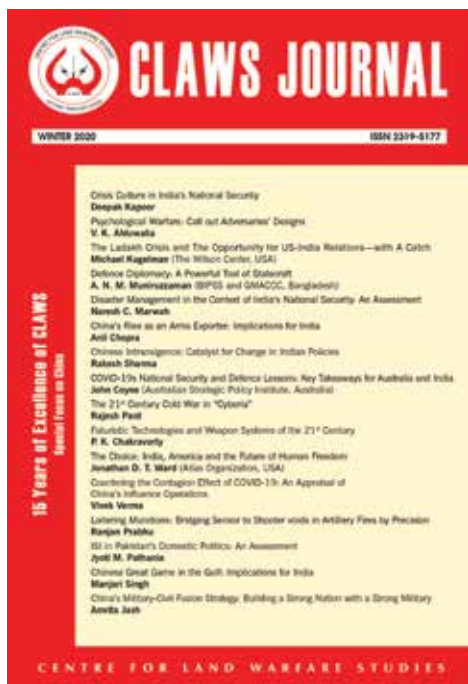 CLAWS JOURNAL
WINTER 2020
ISSN 2319-5177
15 Years of Excellence of CLAWS
Special Focus on China
Crisis Culture in India's National Security
Deepak Kapoor
Psychological Warfare: Call out Adversaries' Designs
V. K. Ahluwalia
The Ladakh Crisis and The Opportunity for US-India Relations—with A Catch
Michael Kugelman (The Wilson Center, USA)
Defence Diplomacy: A Powerful Tool of Statecraft
A. N. M. Muniruzzaman (BIPSS and GMACCC, Bangladesh)
Disaster Management in the Context of India's National Security: An Assessment
Naresh C. Marwah
China's Rise as an Arms Exporter: Implications for India
Anil Chopra
Chinese Intransigence: Catalyst for Change in Indian Policies
Rakesh Sharma
COVID-19s National Security and Defence Lessons: Key Takeaways for Australia and India
John Coyne (Australian Strategic Policy Institute, Australia)
The 21st Century Cold War in "Cyberia"
Rajesh Pant
Futuristic Technologies and Weapon Systems of the 21st Century
P. K. Chakravorty
The Choice: India, America and the Future of Human Freedom
Jonathan D. T. Ward (Atlas Organization, USA)
Countering the Contagion Effect of COVID-19: An Appraisal of
China's Influence Operations
Vivek Verma
Loitering Munitions: Bridging Sensor to Shooter voids in Artillery Fires by Precision
Ranjan Prabhu
ISI in Pakistan's Domestic Politics: An Assessment
Jyoti M. Pathania
Chinese Great Game in the Gulf: Implications for India
Manjari Singh
China's Military-Civil Fusion Strategy: Building a Strong Nation with a Strong Military
Amrita Jash
CENTRE FOR LAND WARFARE STUDIES